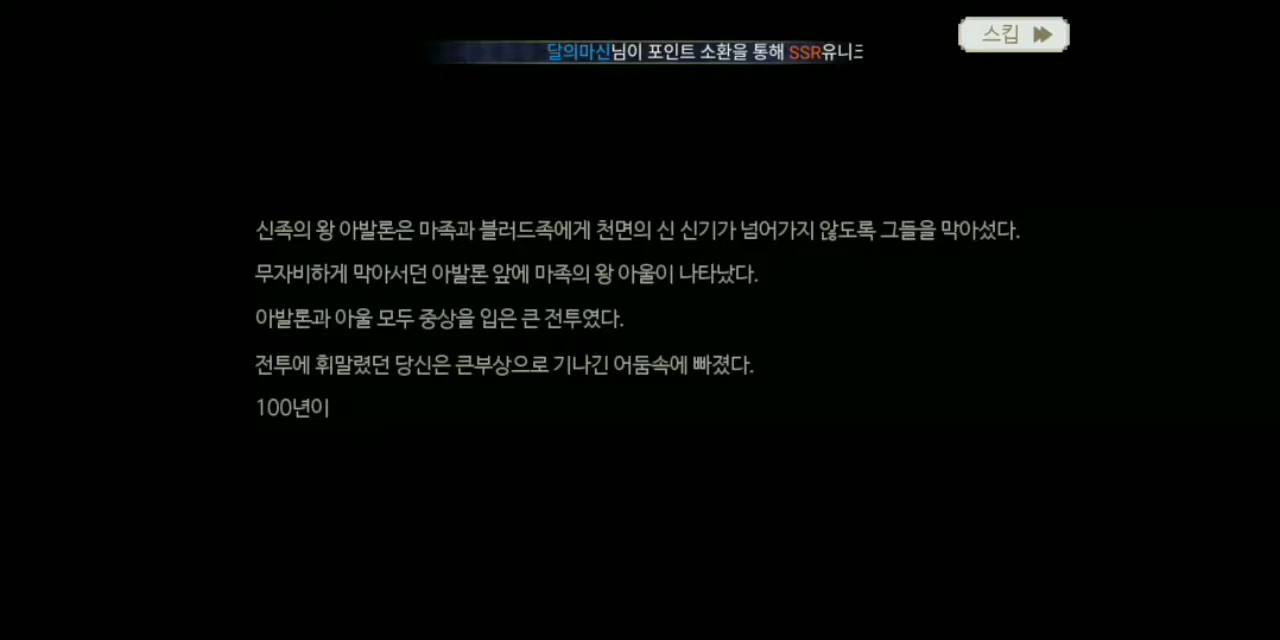 스킵
달의마신님이 포인트 소환을 통해 SSR유니
신족의 왕 아발론은 마족과 블러드족에게 천면의 신 신기가 넘어가지 않도록 그들을 막아섰다.
무자비하게 막아서던 아발론 앞에 마족의 왕 아울이 나타났다.
아발론과 아울 모두 중상을 입은 큰 전투였다.
전투에 휘말렸던 당신은 큰부상으로 기나긴 어둠속에 빠졌다.
100년이